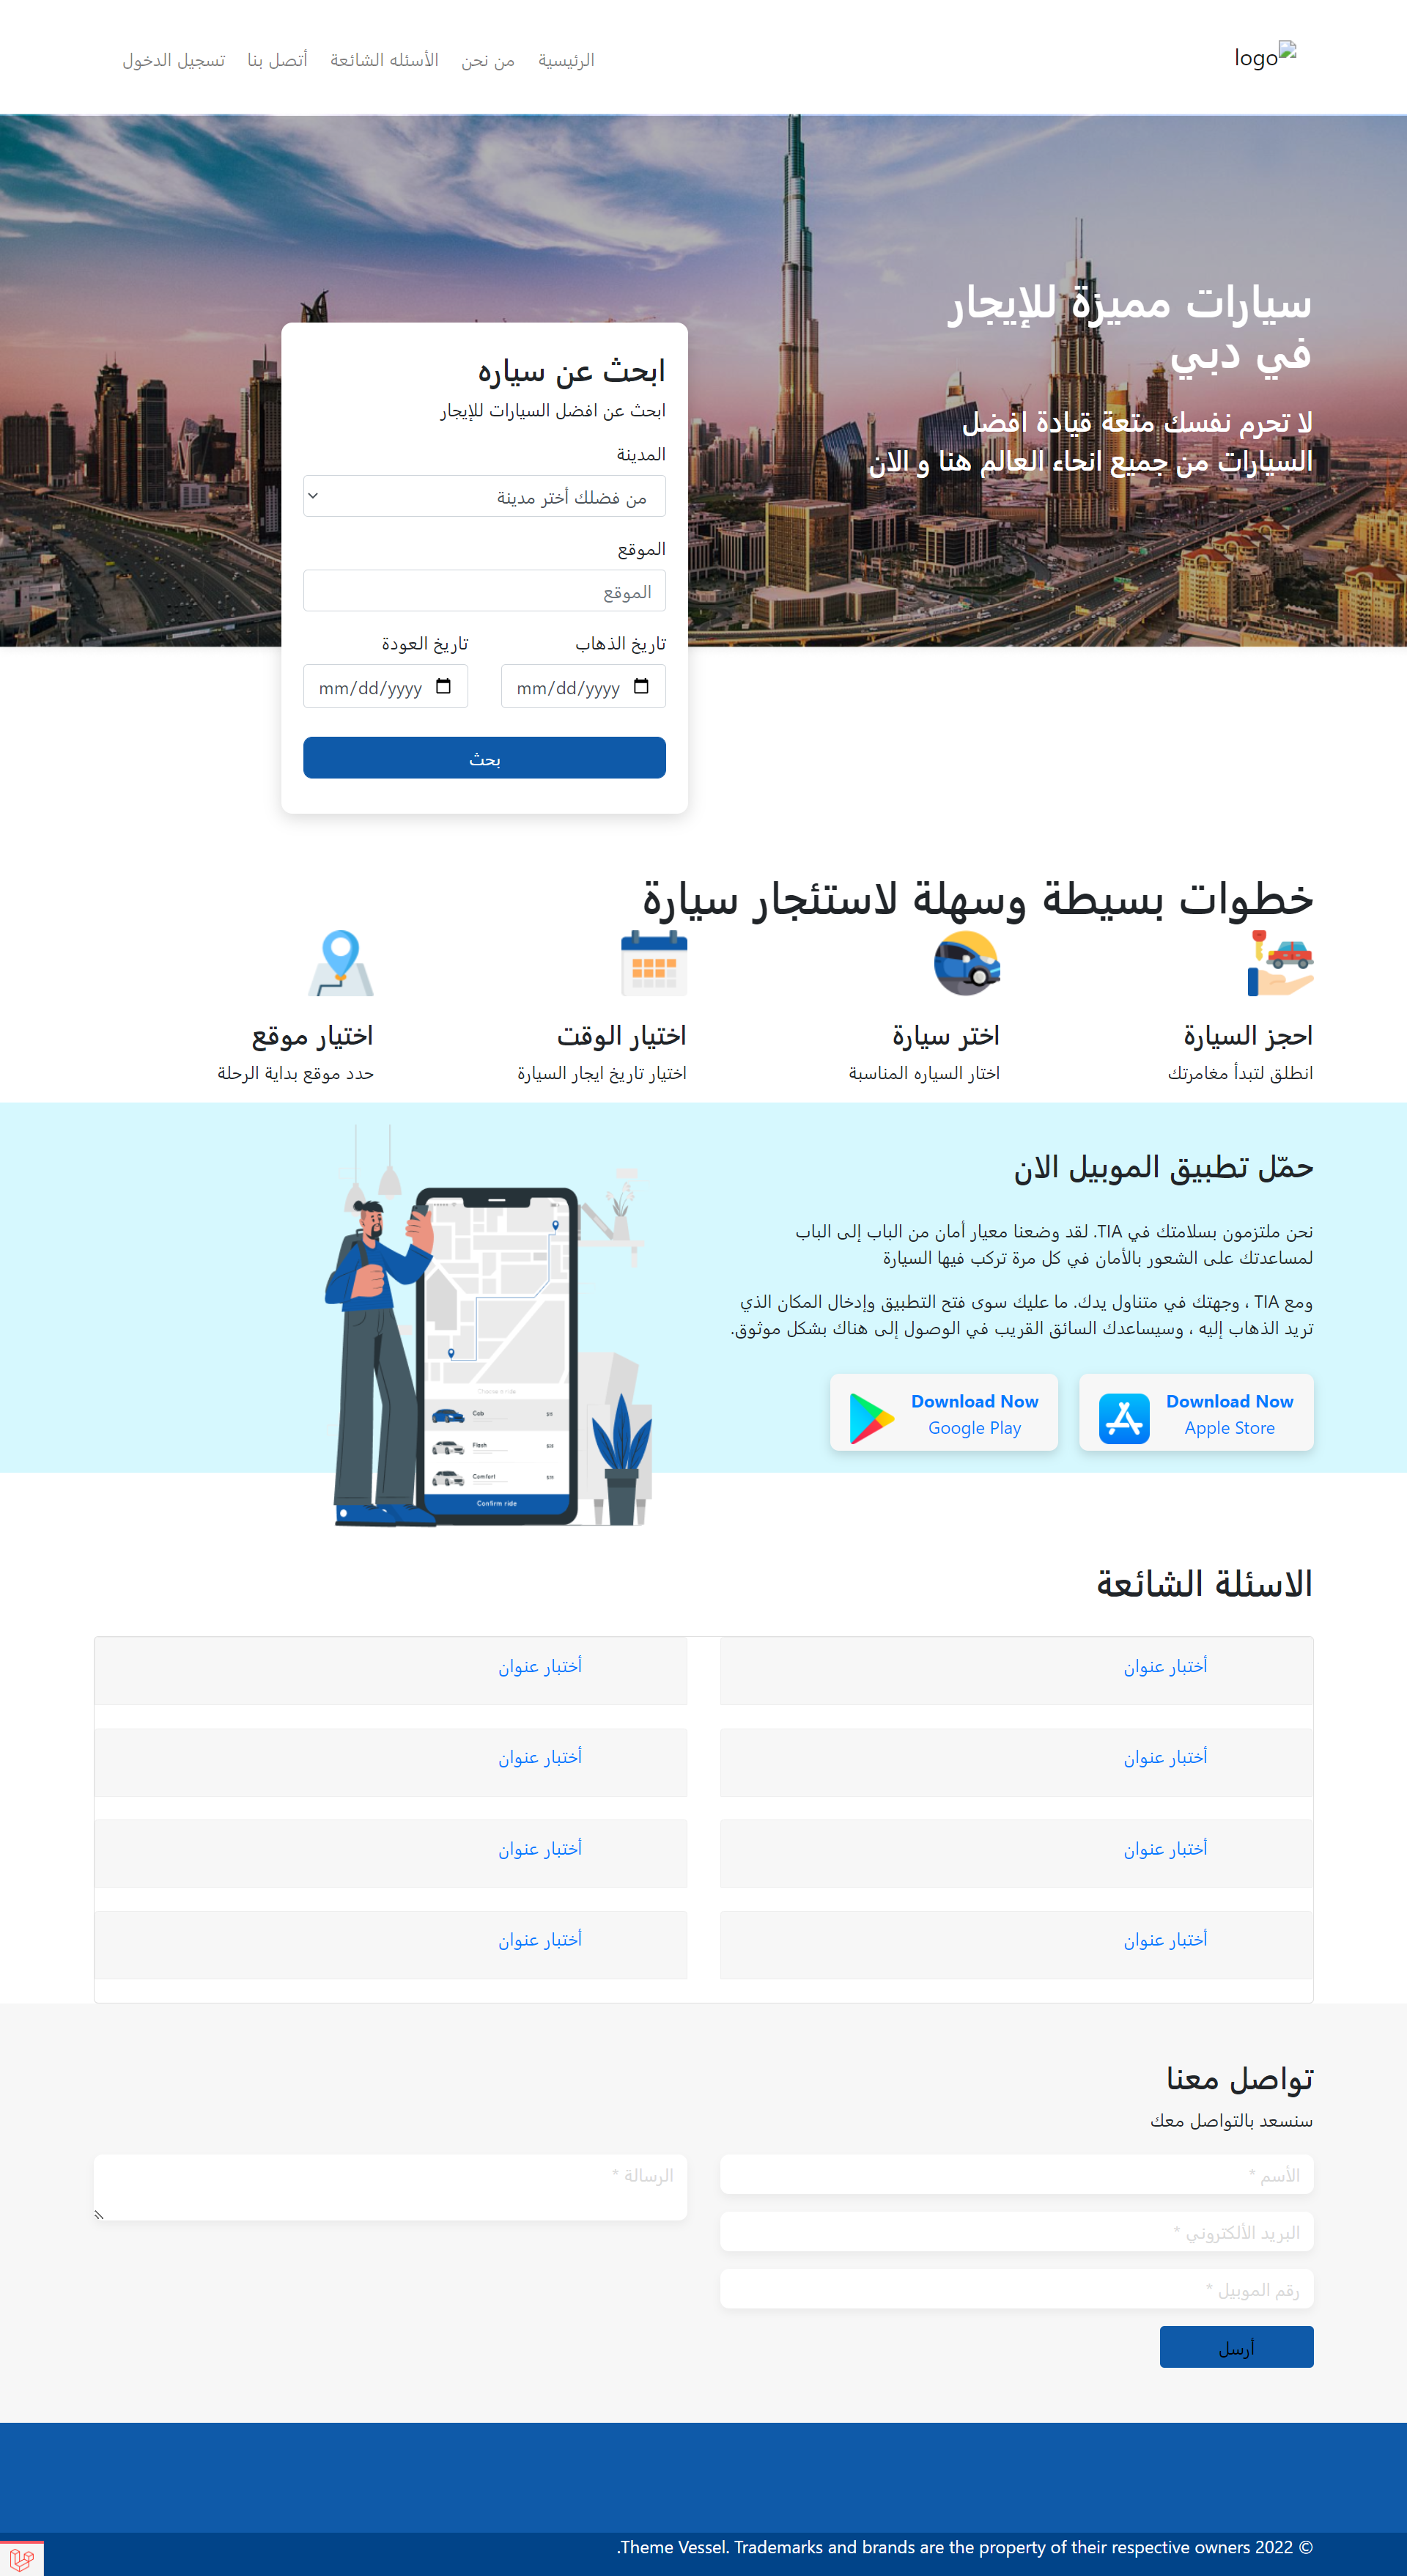 logo
الرئيسية
من نحن
الأسئله الشائعة
أتصل بنا
تسجيل الدخول
سيارات مميزة للإيجار
في دبي
لا تحرم نفسك متعة قيادة افضل
السيارات من جميع انحاء العالم هنا و الان
ابحث عن سياره
ابحث عن افضل السيارات للإيجار
المدينة
من فضلك أختر مدينة
الموقع
الموقع
تاريخ الذهاب
تاريخ العودة
mm/dd/yyyy
mm/dd/yyyy
بحث
خطوات بسيطة وسهلة لاستئجار سيارة
احجز السيارة
انطلق لتبدأ مغامرتك
اختر سيارة
اختار السياره المناسبة
اختيار الوقت
اختيار تاريخ ايجار السيارة
اختيار موقع
حدد موقع بداية الرحلة
حمّل تطبيق الموبيل الان
نحن ملتزمون بسلامتك في TIA. لقد وضعنا معيار أمان من الباب إلى الباب
لمساعدتك على الشعور بالأمان في كل مرة تركب فيها السيارة
ومع TIA ، وجهتك في متناول يدك. ما عليك سوى فتح التطبيق وإدخال المكان الذي
تريد الذهاب إليه ، وسيساعدك السائق القريب في الوصول إلى هناك بشكل موثوق.
Download Now
Apple Store
Download Now
Google Play
Choose a ride
Cab
Flash
Comfort
Confirm ride
الاسئلة الشائعة
أختبار عنوان
أختبار عنوان
أختبار عنوان
أختبار عنوان
أختبار عنوان
أختبار عنوان
أختبار عنوان
أختبار عنوان
تواصل معنا
سنسعد بالتواصل معك
الأسم *
البريد الألكتروني *
رقم الموبيل *
الرسالة *
أرسل
© 2022 Theme Vessel. Trademarks and brands are the property of their respective owners.